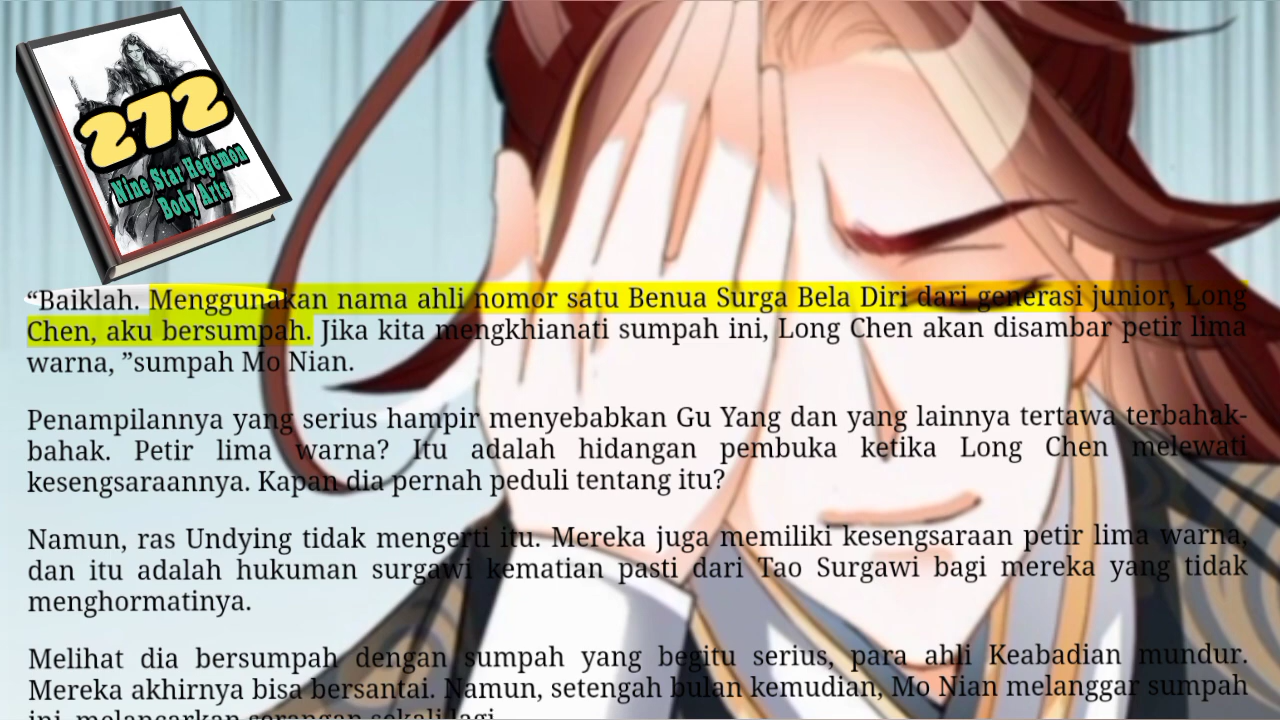 272
Nine Star Hegemon
Body Arts
“Baiklah. Menggunakan nama ahli nomor satu Benua Surga Bela Diri dari generasi junior, Long
Chen, aku bersumpah. Jika kita mengkhianati sumpah ini, Long Chen akan disambar petir lima
warna, ”sumpah Mo Nian.
Penampilannya yang serius hampir menyebabkan Gu Yang dan yang lainnya tertawa terbahak-
bahak. Petir lima warna? Itu adalah hidangan pembuka ketika Long Chen melewati
kesengsaraannya. Kapan dia pernah peduli tentang itu?
Namun, ras Undying tidak mengerti itu. Mereka juga memiliki kesengsaraan petir lima warna,
dan itu adalah hukuman surgawi kematian pasti dari Tao Surgawi bagi mereka yang tidak
menghormatinya.
Melihat dia bersumpah dengan sumpah yang begitu serius, para ahli Keabadian mundur.
Mereka akhirnya bisa bersantai. Namun, setengah bulan kemudian, Mo Nian melanggar sumpah
ini, melancarkan serangan sekali lagi.